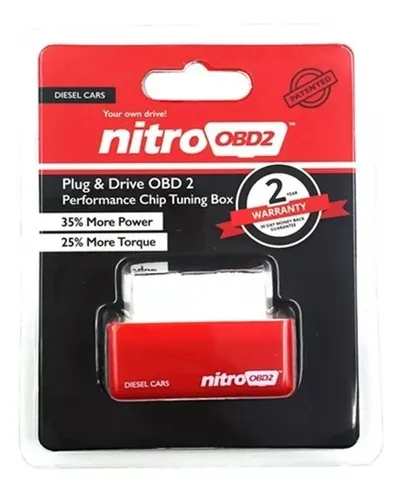 DIESEL CARS
PATENTED
Your own drive!
nitro OBD2 ™
Plug & Drive OBD 2
Performance Chip Tuning Box
35% More Power
25% More Torque
2 YEAR
WARRANTY
30 DAY MONEY BACK
GUARANTEE
DIESEL CARS
nitro OBD2